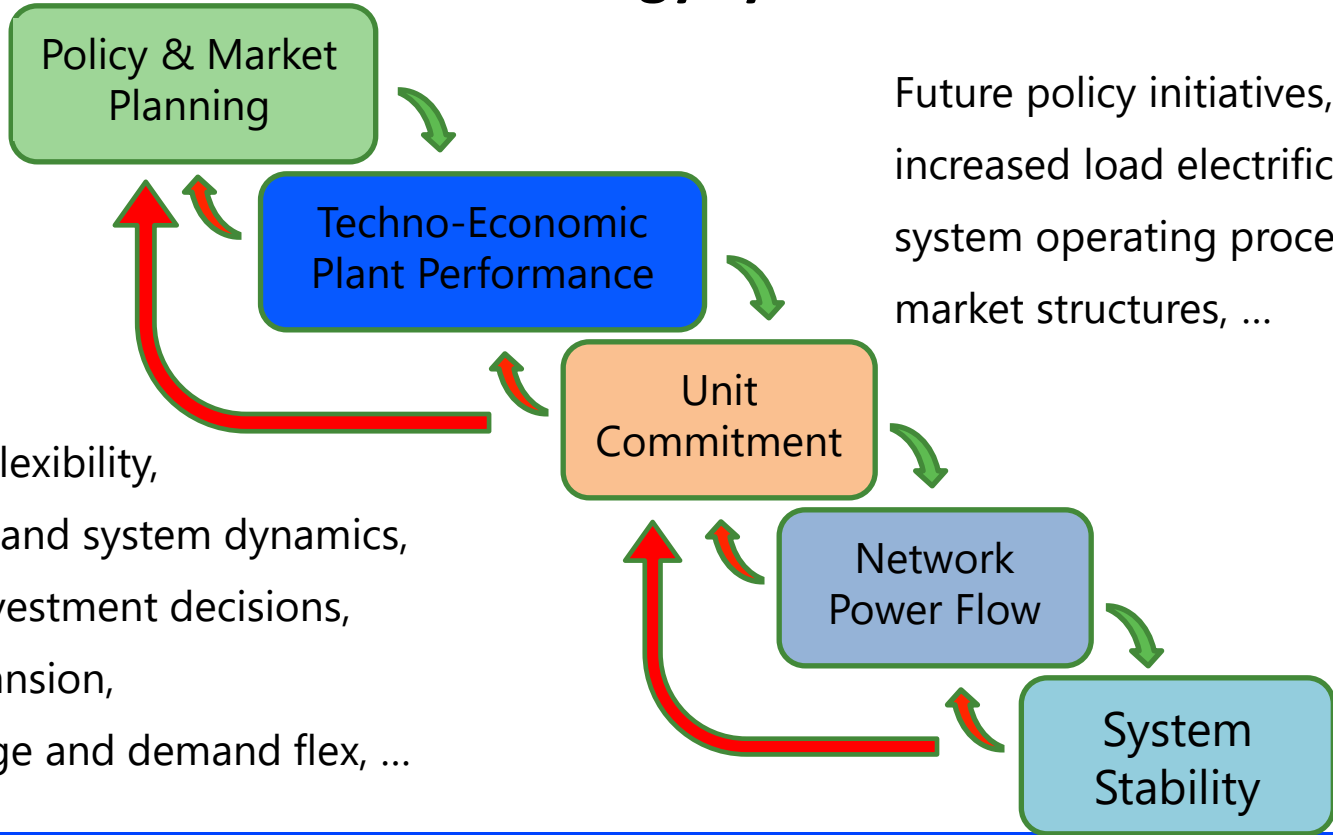 Policy & Market
Planning
Future policy initiatives,
increased load electrific
system operating proce
market structures, ...
Techno-Economic
Plant Performance
Unit
Commitment
lexibility,
and system dynamics,
vestment decisions,
ansion,
ge and demand flex, ...
Network
Power Flow
System
Stability